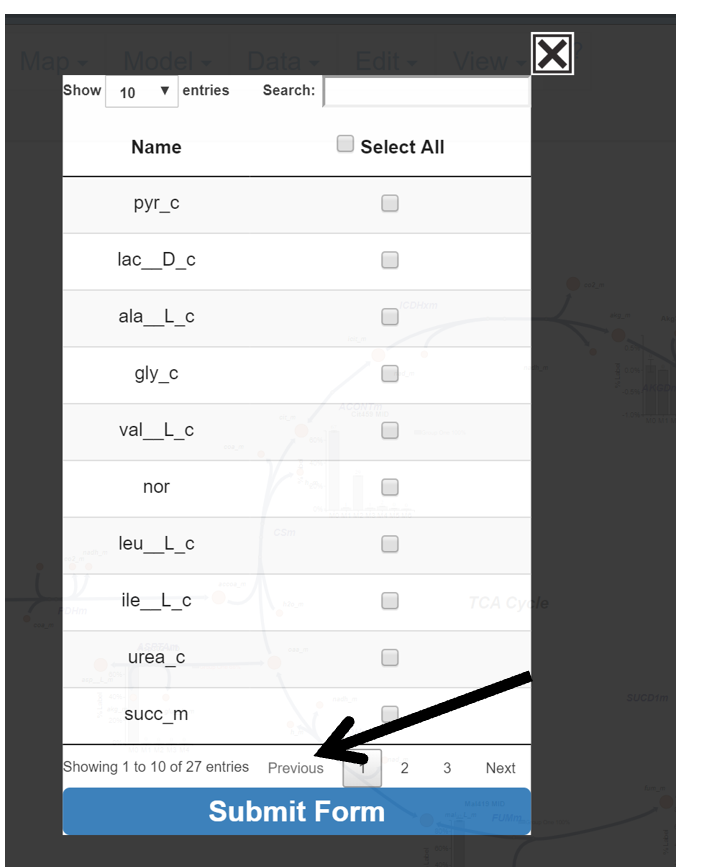 Map Model Data Edit View ?
Show 10 entries Search:
Name Select All
pyr_c
lac__D_c
ala__L_c
gly_c
val__L_c
nor
leu__L_c
ile__L_c
urea_c
succ_m
TCA Cycle
Showing 1 to 10 of 27 entries Previous 1 2 3 Next
Submit Form